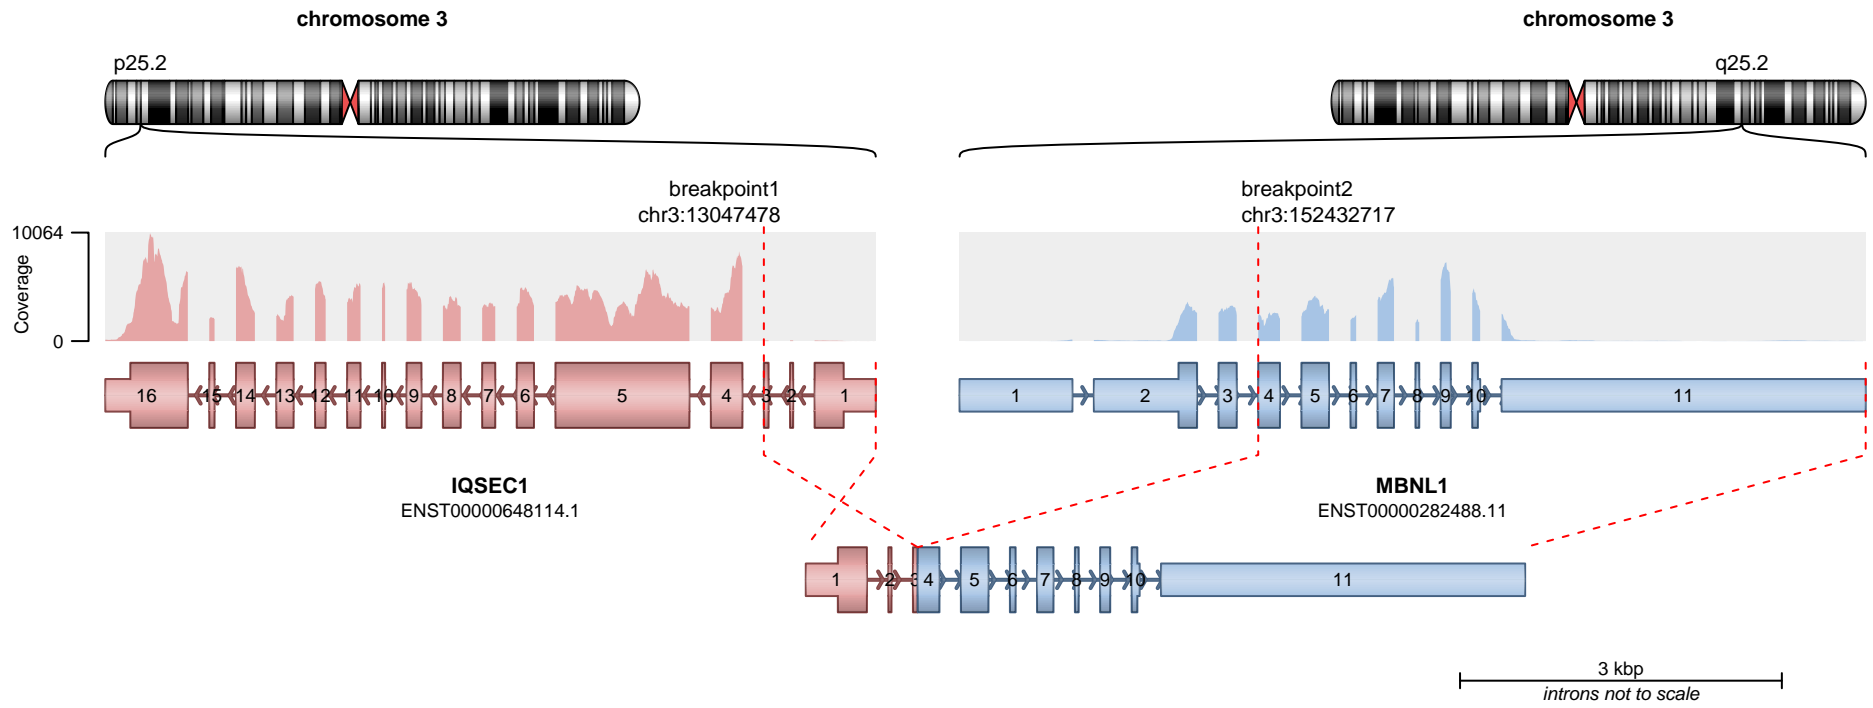 chromosome 3
chromosome 3
p25.2
q25.2
breakpoint1
chr3:13047478
breakpoint2
chr3:152432717
10064
Coverage
0
16 15 14 13 12 11 10 9 8 7 6 5 4 3 2 1
1 2 3 4 5 6 7 8 9 10 11
IQSEC1
ENST00000648114.1
MBNL1
ENST00000282488.11
1 2 3 4 5 6 7 8 9 10 11
3 kbp
introns not to scale